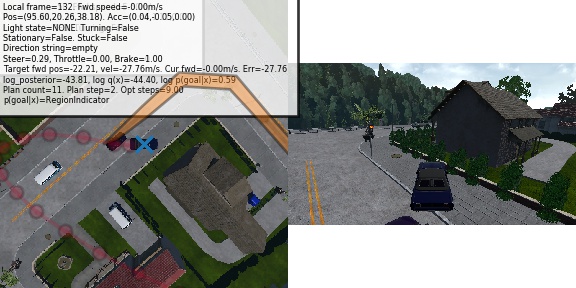 Local frame=132. Fwd speed=-0.00m/s
Pos=(95.60,20.26,38.18). Acc=(0.04,-0.05,0.00)
Light state=NONE. Turning=False
Stationary=False. Stuck=False
Direction string=empty
Steer=0.29, Throttle=0.00, Brake=1.00
Target fwd pos=-22.21, vel=-27.76m/s. Cur fwd=-0.00m/s. Err=-27.76
log_posterior=-43.81, log q(x)=-44.40, log p(goal|x)=0.59
Plan count=11. Plan step=2. Opt steps=9.00
p(goal|x)=RegionIndicator